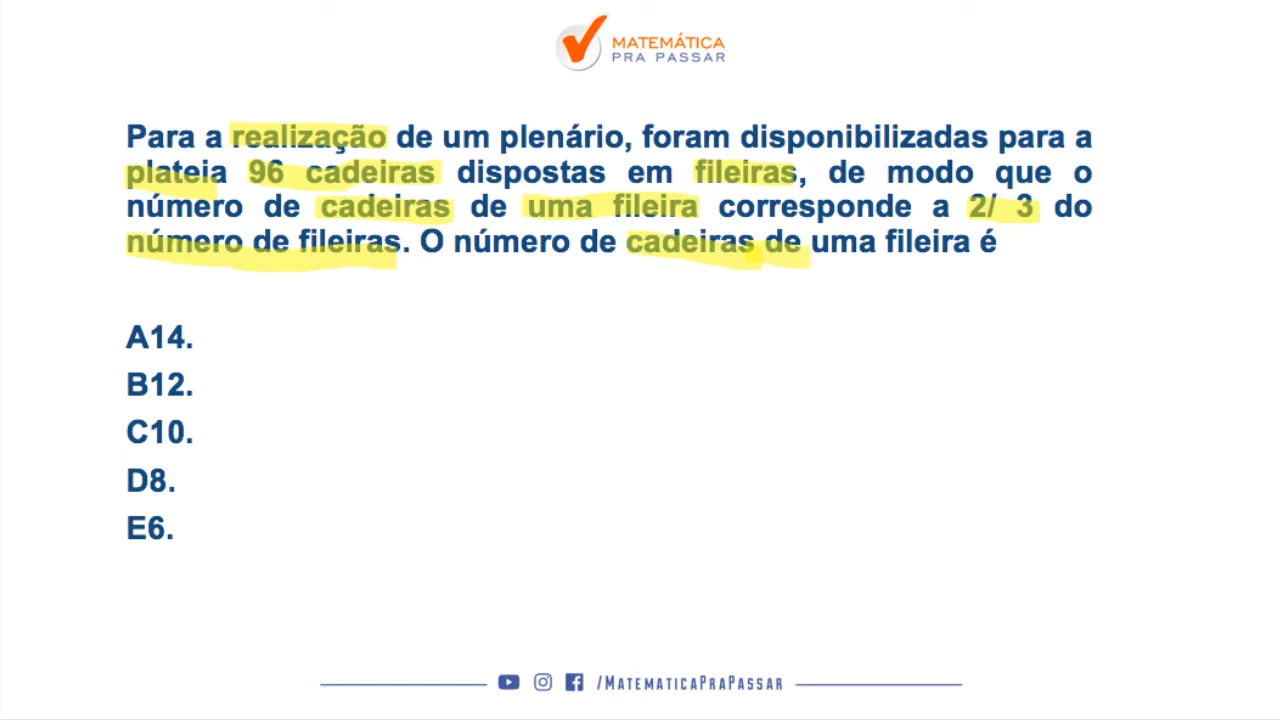 MATEMÁTICA
PRA PASSAR
Para a realização de um plenário, foram disponibilizadas para a
plateia 96 cadeiras dispostas em fileiras, de modo que o
número de cadeiras de uma fileira corresponde a 2/ 3 do
número de fileiras. O número de cadeiras de uma fileira é
A14.
B12.
C10.
D8.
E6.
/MATEMATICAPRAPASSAR